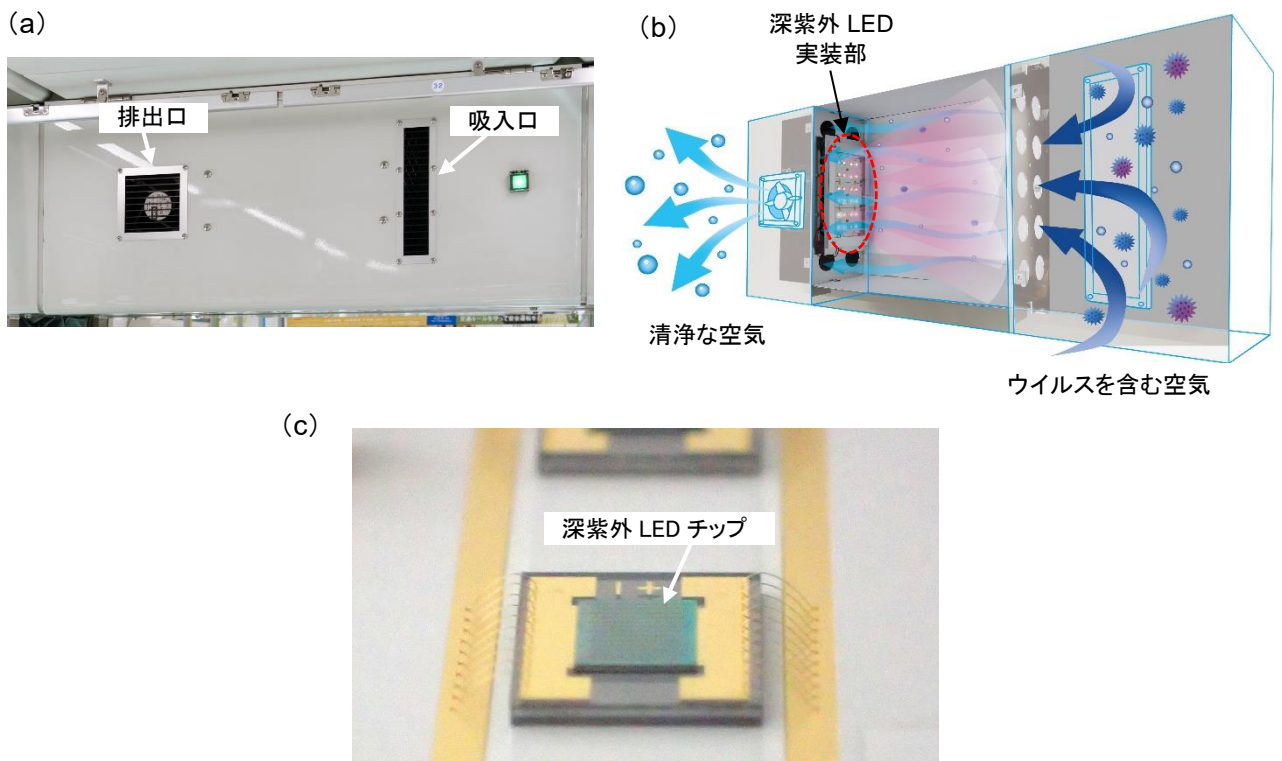 (a)
32
排出口
吸入口
(b)
深紫外 LED
実装部
清浄な空気
ウイルスを含む空気
(c)
深紫外 LED チップ
− +